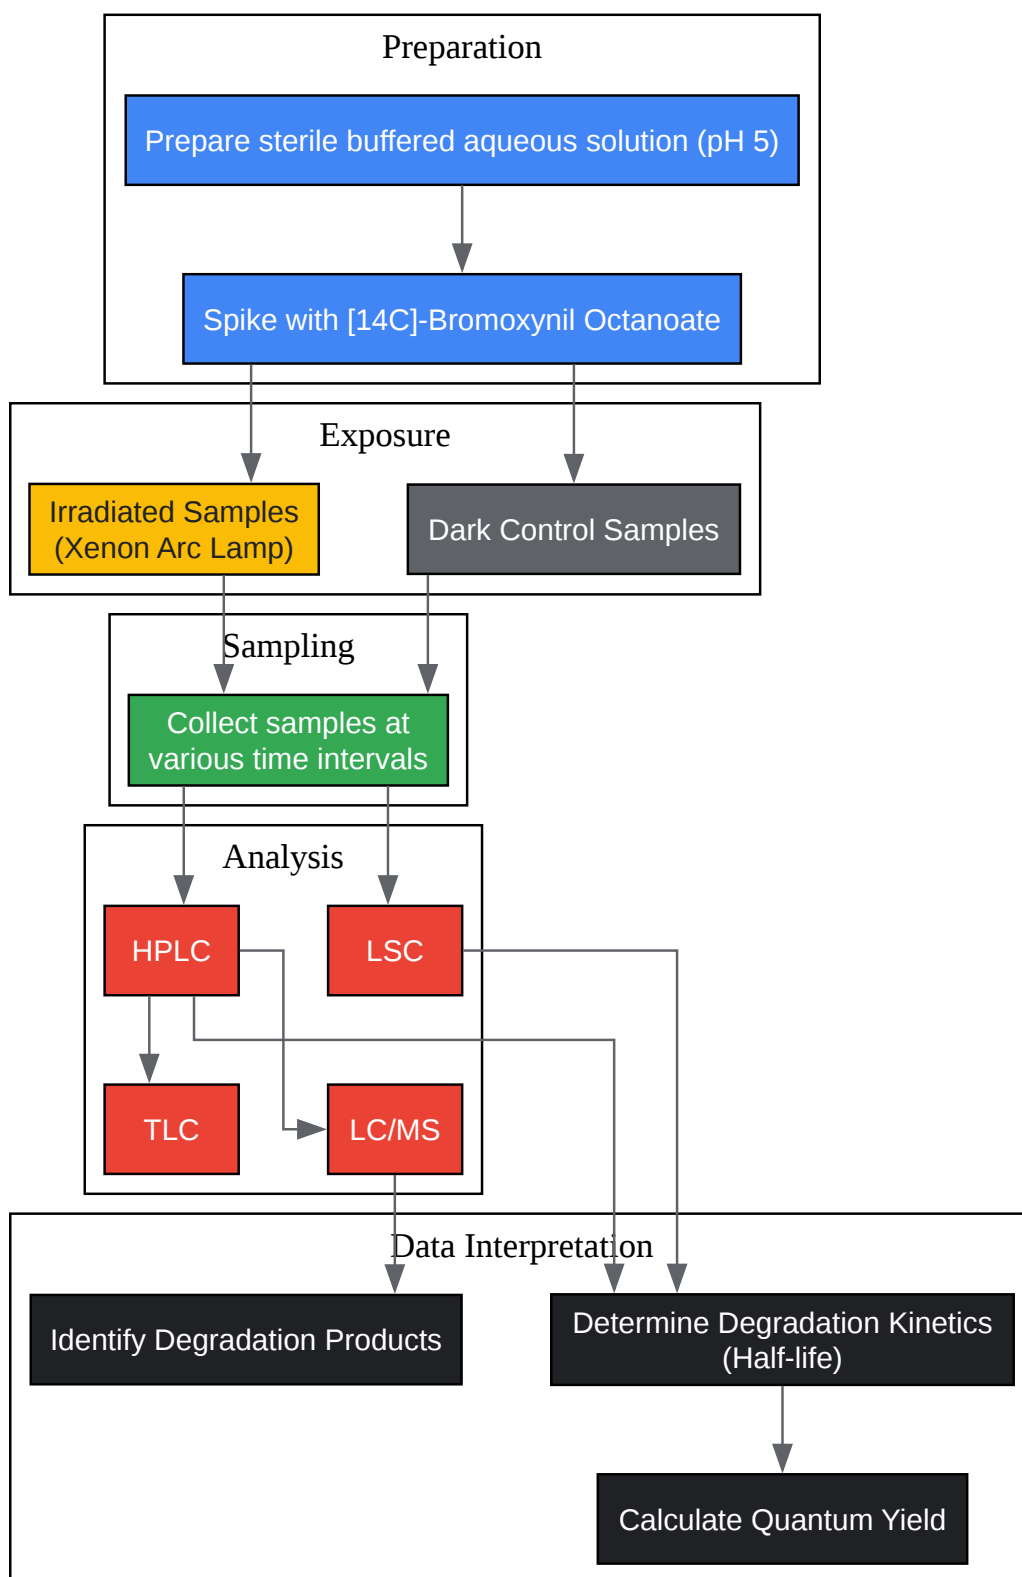 Preparation
Prepare sterile buffered aqueous solution (pH 5)
Spike with [14C]-Bromoxynil Octanoate
Exposure
Irradiated Samples
(Xenon Arc Lamp)
Dark Control Samples
Sampling
Collect samples at
various time intervals
Analysis
HPLC
LSC
TLC
LC/MS
Data Interpretation
Identify Degradation Products
Determine Degradation Kinetics
(Half-life)
Calculate Quantum Yield